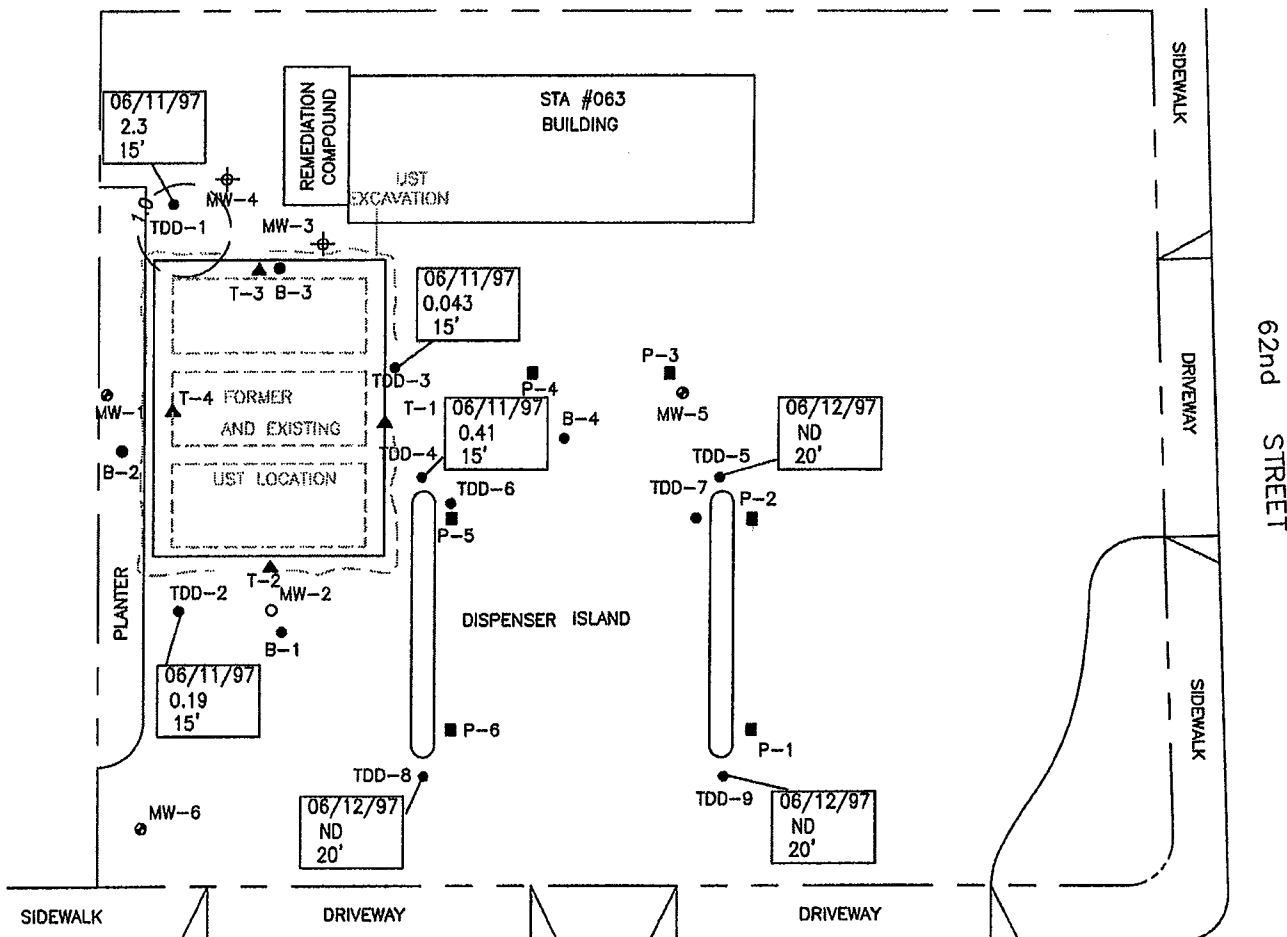 SIDEWALK
STA #063
BUILDING
REMEDIATION
COMPOUND
06/11/97
2.3
15'
UST
EXCAVATION
MW-4
1.0
TDD-1
MW-3
T-3 B-3
06/11/97
0.043
15'
62nd STREET
DRIVEWAY
TDD-3
P-4
P-3
T-4 FORMER
AND EXISTING
UST LOCATION
MW-1
T-1
06/11/97
0.41
15'
B-4
MW-5
06/12/97
ND
20'
B-2
TDD-4
TDD-5
TDD-6
TDD-7
P-2
P-5
T-2
TDD-2
MW-2
PLANTER
DISPENSER ISLAND
B-1
06/11/97
0.19
15'
SIDEWALK
P-6
P-1
TDD-8
TDD-9
06/12/97
ND
20'
06/12/97
ND
20'
MW-6
SIDEWALK
DRIVEWAY
DRIVEWAY